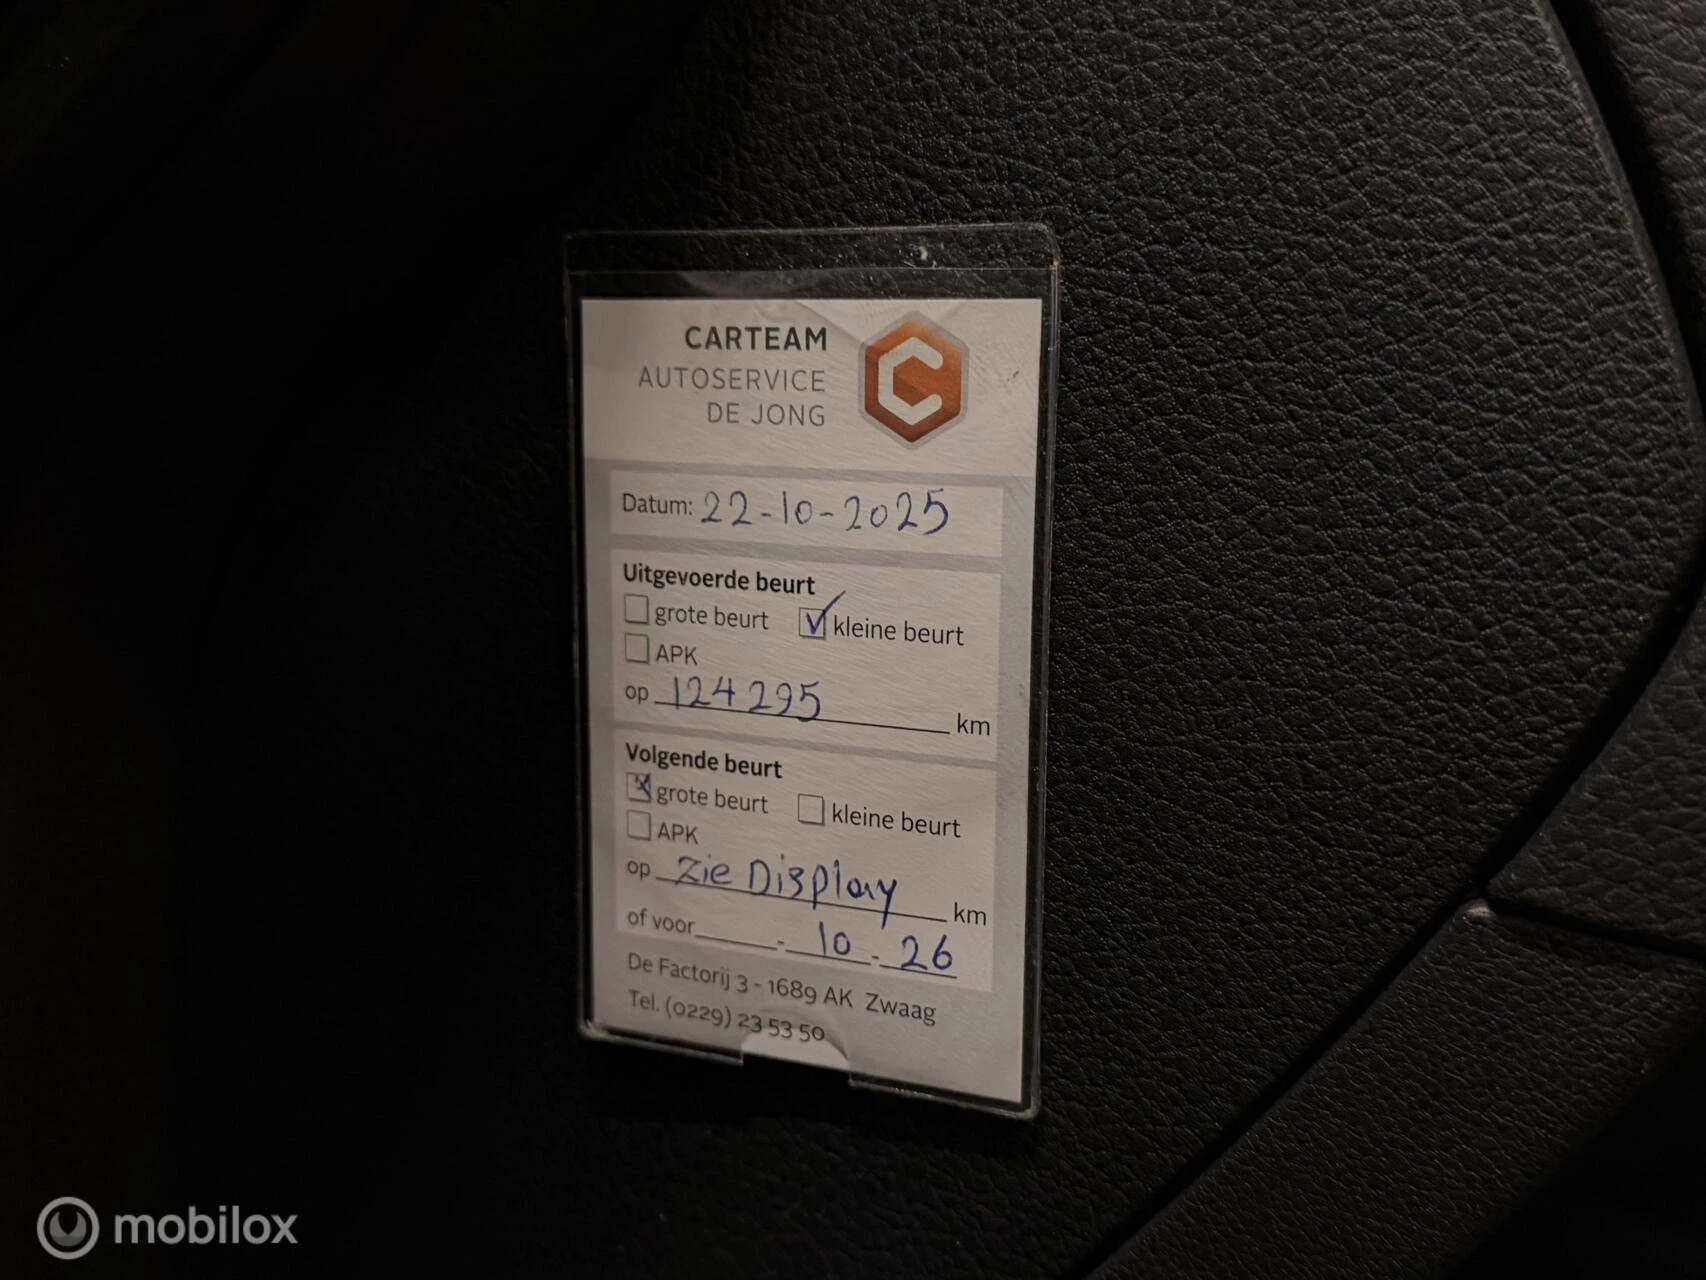 CARTEAM
AUTOSERVICE
DE JONG
Datum: 22-10-2025
Uitgevoerde beurt
grote beurt kleine beurt
APK
op 124295 km
Volgende beurt
grote beurt kleine beurt
APK
op Zie Display km
of voor - 10 - 26
De Factorij 3 - 1689 AK Zwaag
Tel. (0229) 23 53 50
mobilox